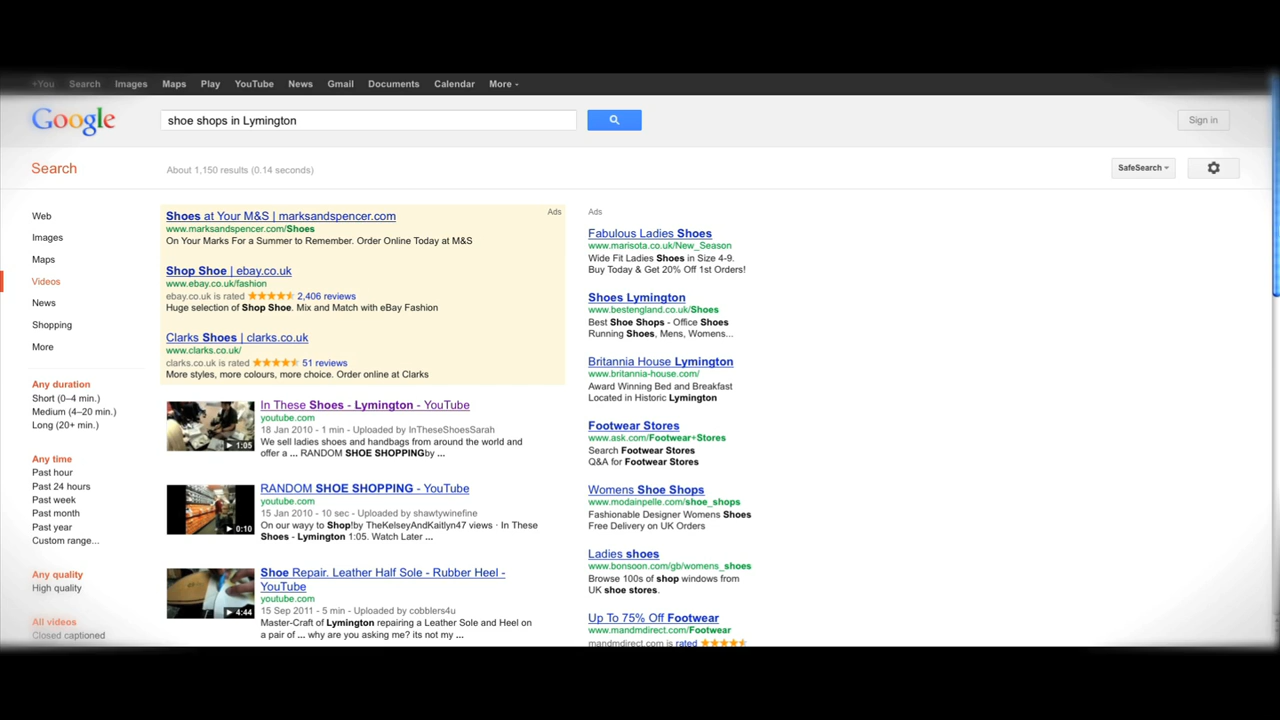 +You Search Images Maps Play YouTube News Gmail Documents Calendar More
Google
shoe shops in Lymington
Sign in
Search
About 1,150 results (0.14 seconds)
SafeSearch
Web
Images
Maps
Videos
News
Shopping
More
Any duration
Short (0–4 min.)
Medium (4–20 min.)
Long (20+ min.)
Any time
Past hour
Past 24 hours
Past week
Past month
Past year
Custom range...
Any quality
High quality
All videos
Closed captioned
Ads
Shoes at Your M&S | marksandspencer.com
www.marksandspencer.com/Shoes
On Your Marks For a Summer to Remember. Order Online Today at M&S
Shop Shoe | ebay.co.uk
www.ebay.co.uk/fashion
ebay.co.uk is rated 2,406 reviews
Huge selection of Shop Shoe. Mix and Match with eBay Fashion
Clarks Shoes | clarks.co.uk
www.clarks.co.uk/
clarks.co.uk is rated 51 reviews
More styles, more colours, more choice. Order online at Clarks
In These Shoes - Lymington - YouTube
youtube.com
18 Jan 2010 - 1 min - Uploaded by InTheseShoesSarah
We sell ladies shoes and handbags from around the world and
offer a ... RANDOM SHOE SHOPPINGby ...
1:05
RANDOM SHOE SHOPPING - YouTube
youtube.com
15 Jan 2010 - 10 sec - Uploaded by shawtywinefine
On our wayy to Shop!by TheKelseyAndKaitlyn47 views · In These
Shoes - Lymington 1:05. Watch Later ...
0:10
Shoe Repair. Leather Half Sole - Rubber Heel -
YouTube
youtube.com
15 Sep 2011 - 5 min - Uploaded by cobblers4u
Master-Craft of Lymington repairing a Leather Sole and Heel on
a pair of ... why are you asking me? its not my ...
4:44
Ads
Fabulous Ladies Shoes
www.marisota.co.uk/New_Season
Wide Fit Ladies Shoes in Size 4-9.
Buy Today & Get 20% Off 1st Orders!
Shoes Lymington
www.bestengland.co.uk/Shoes
Best Shoe Shops - Office Shoes
Running Shoes, Mens, Womens...
Britannia House Lymington
www.britannia-house.com/
Award Winning Bed and Breakfast
Located in Historic Lymington
Footwear Stores
www.ask.com/Footwear+Stores
Search Footwear Stores
Q&A for Footwear Stores
Womens Shoe Shops
www.modainpelle.com/shoe_shops
Fashionable Designer Womens Shoes
Free Delivery on UK Orders
Ladies shoes
www.bonsoon.com/gb/womens_shoes
Browse 100s of shop windows from
UK shoe stores.
Up To 75% Off Footwear
www.mandmdirect.com/Footwear
mandmdirect.com is rated